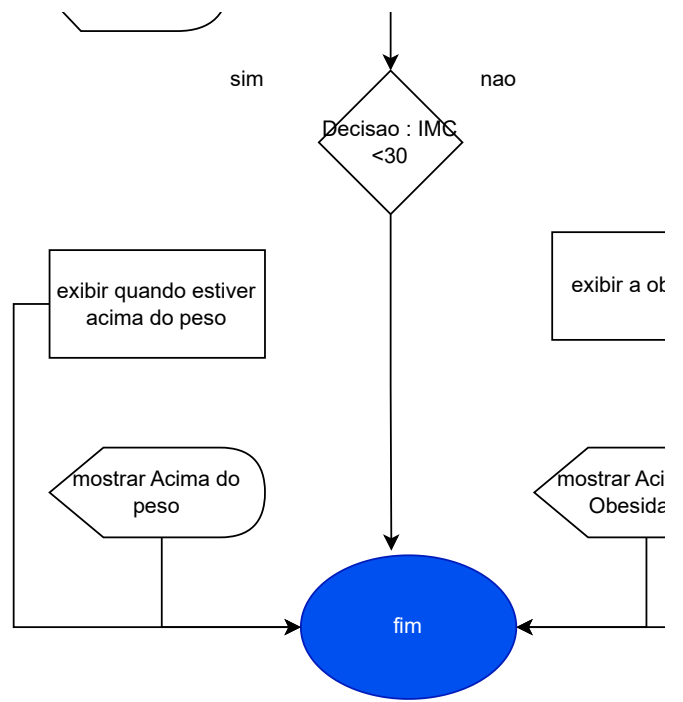 sim
nao
Decisao : IMC
<30
exibir quando estiver
acima do peso
exibir a ob
mostrar Acima do
peso
mostrar Aci
Obesida
fim